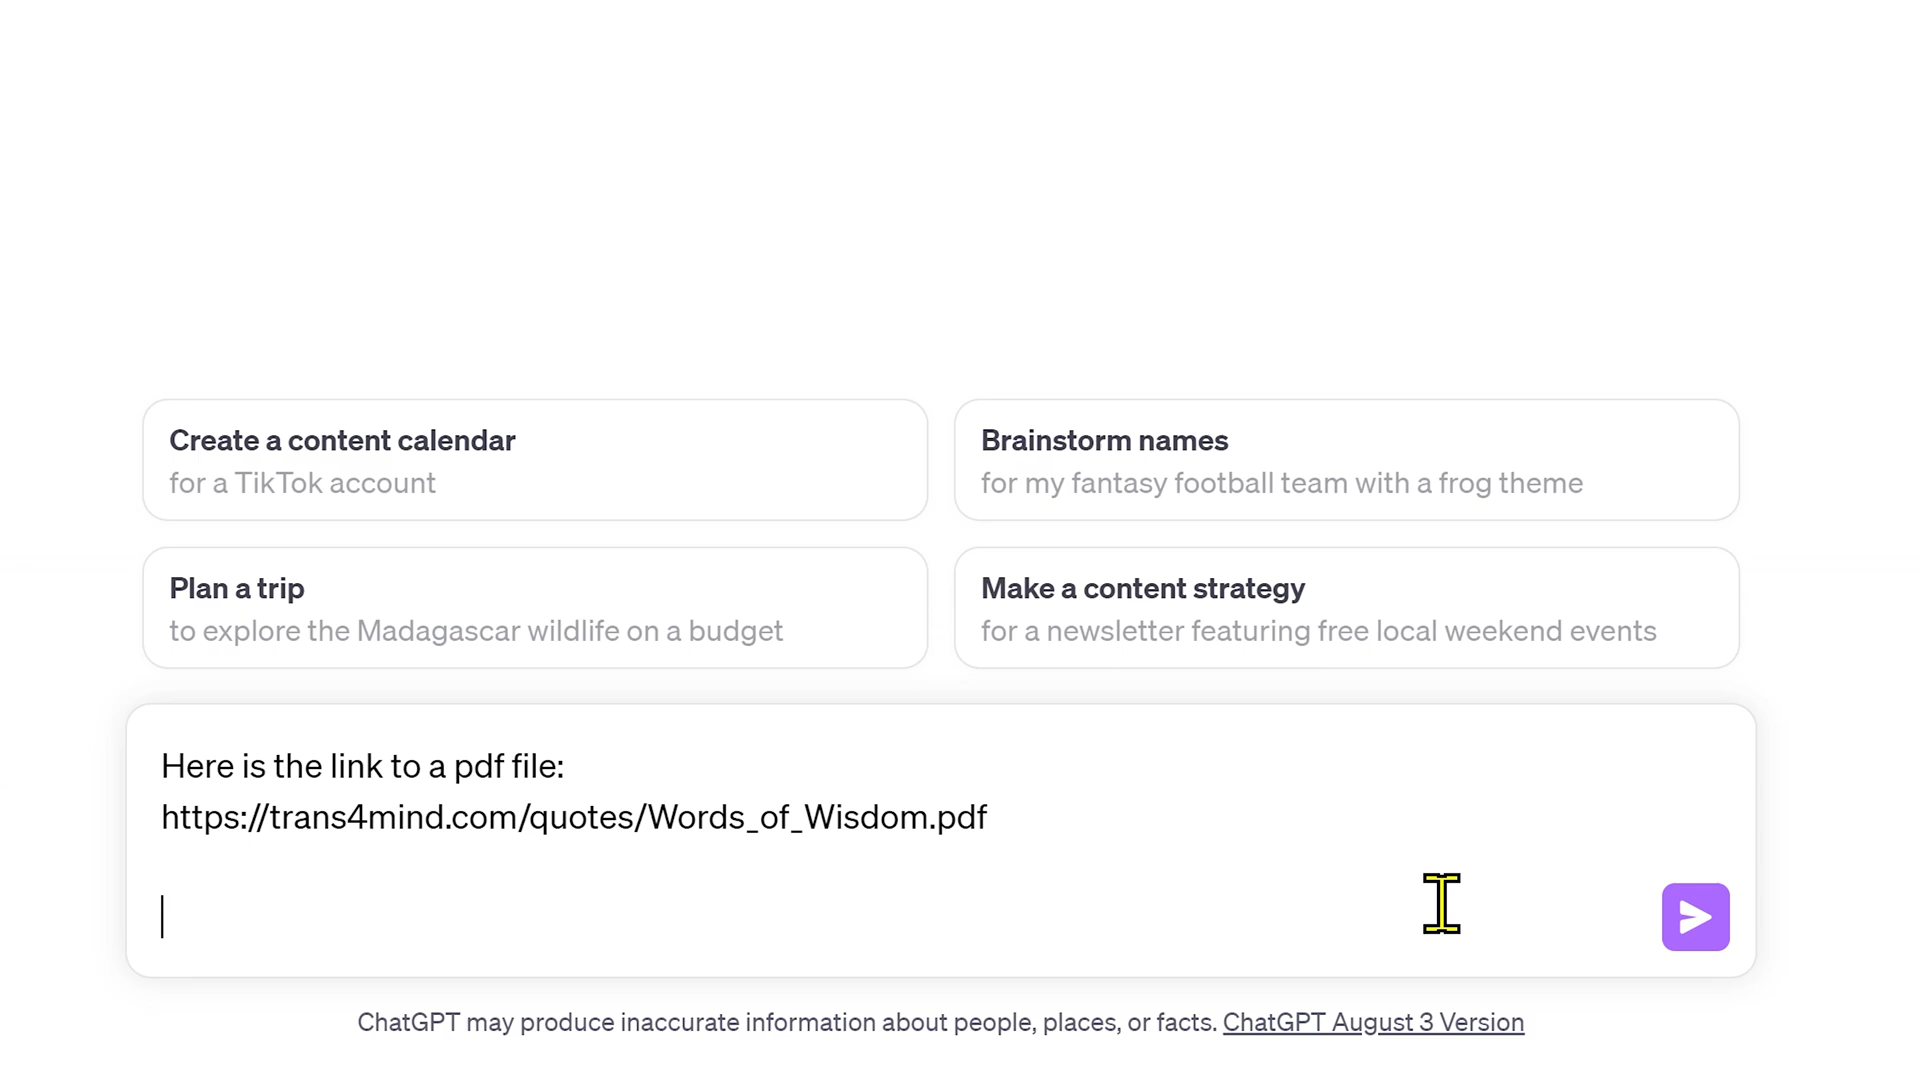 Create a content calendar
for a TikTok account
Brainstorm names
for my fantasy football team with a frog theme
Plan a trip
to explore the Madagascar wildlife on a budget
Make a content strategy
for a newsletter featuring free local weekend events
Here is the link to a pdf file:
https://trans4mind.com/quotes/Words_of_Wisdom.pdf
ChatGPT may produce inaccurate information about people, places, or facts. ChatGPT August 3 Version